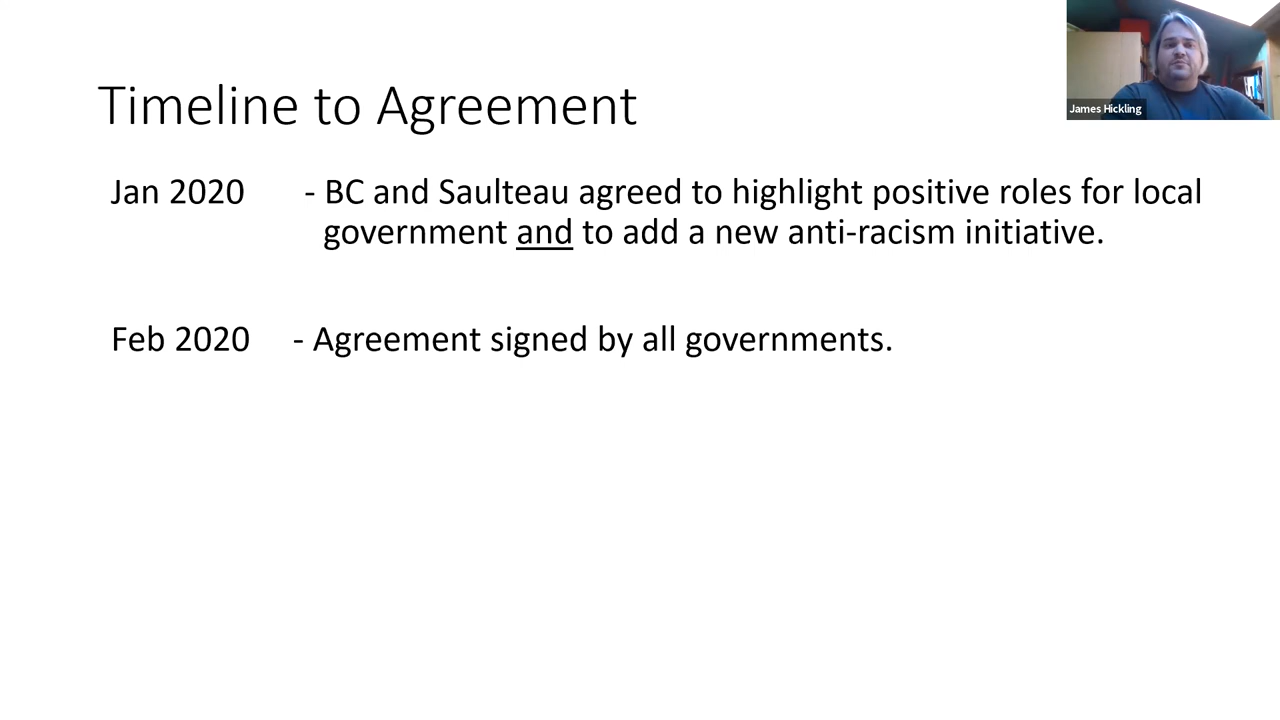 Timeline to Agreement
James Hickling
Jan 2020 - BC and Saulteau agreed to highlight positive roles for local
government and to add a new anti-racism initiative.
Feb 2020 - Agreement signed by all governments.